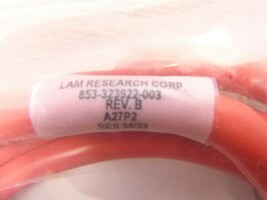 LAM RESEARCH CORP
853-323922-003
REV. B
A27P2